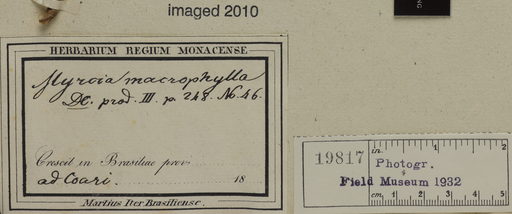 imaged 2010
HERBARIUM REGIUM MONACENSE
Myrcia macrophylla
DC. prod. III. p. 248. No. 46.
Crescit in Brasiliae prov.
ad Coari. 18
Martius Iter Brasiliense.
in. 1 2
19817 Photogr.
Field Museum 1932
cm. 1 2 3 4 5